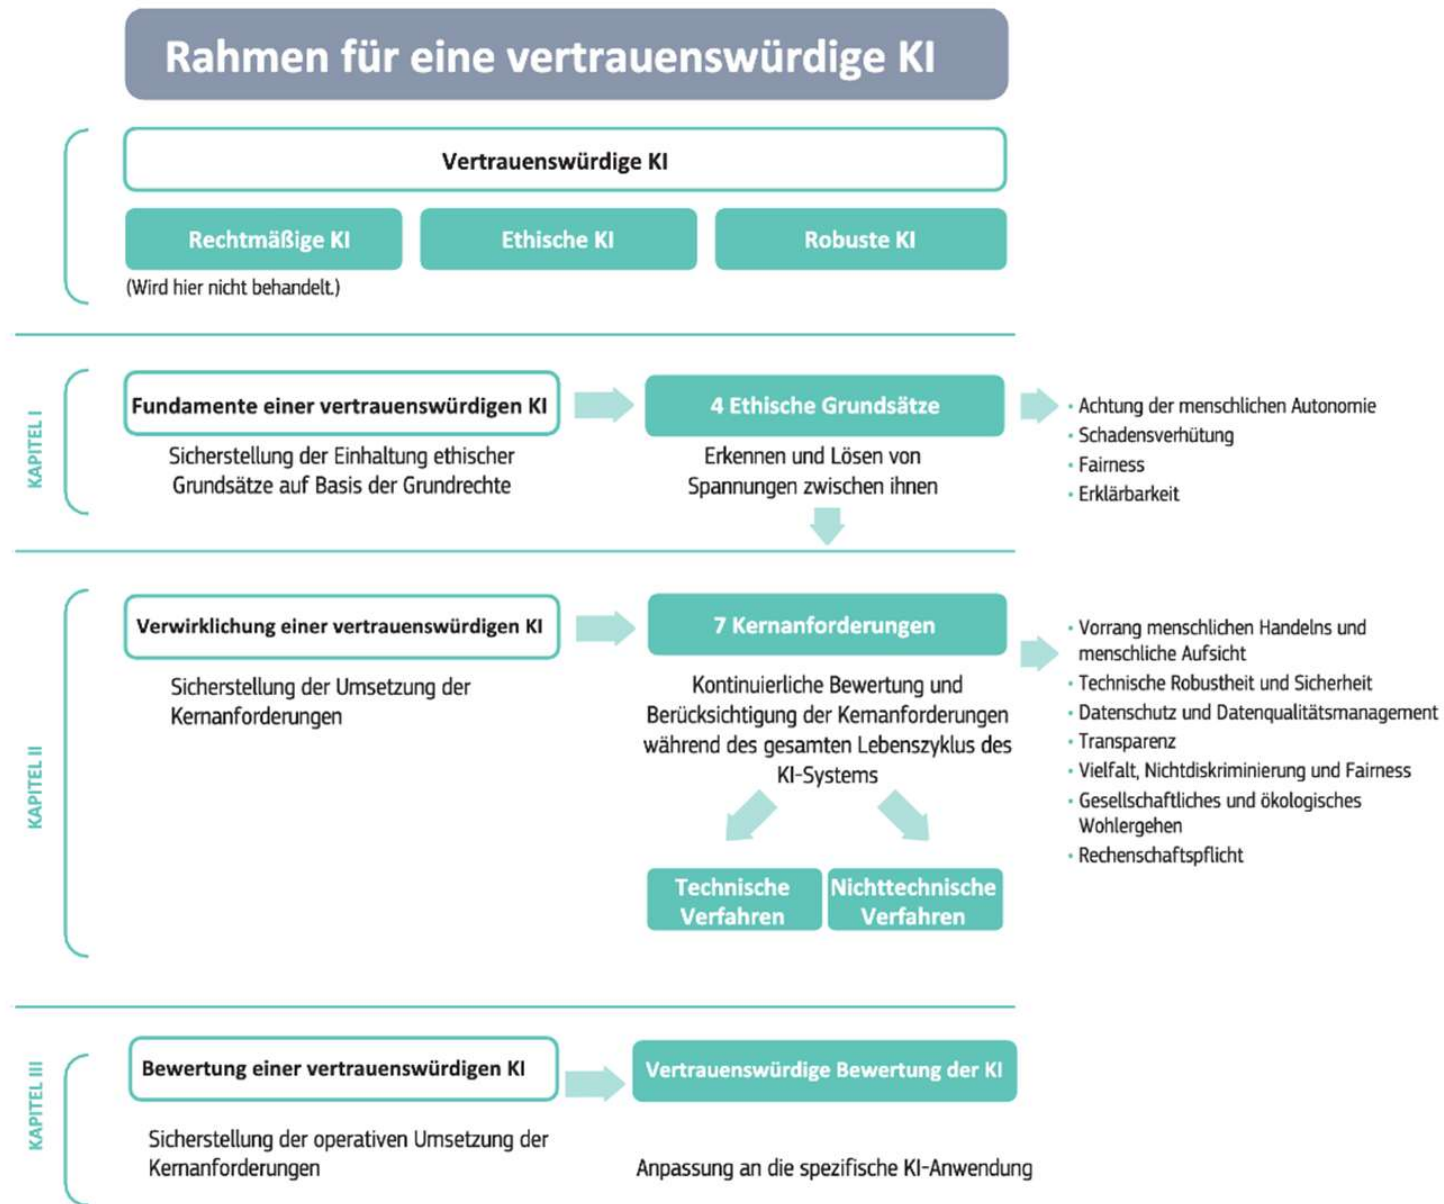 Rahmen für eine vertrauenswürdige KI
Vertrauenswürdige KI
Rechtmäßige KI
Ethische KI
Robuste KI
(Wird hier nicht behandelt.)
KAPITEL I
Fundamente einer vertrauenswürdigen KI
Sicherstellung der Einhaltung ethischer
Grundsätze auf Basis der Grundrechte
4 Ethische Grundsätze
Erkennen und Lösen von
Spannungen zwischen ihnen
• Achtung der menschlichen Autonomie
• Schadensverhütung
• Fairness
• Erklärbarkeit
KAPITEL II
Verwirklichung einer vertrauenswürdigen KI
Sicherstellung der Umsetzung der
Kernanforderungen
7 Kernanforderungen
Kontinuierliche Bewertung und
Berücksichtigung der Kernanforderungen
während des gesamten Lebenszyklus des
KI-Systems
Technische
Verfahren
Nichttechnische
Verfahren
• Vorrang menschlichen Handelns und
menschliche Aufsicht
• Technische Robustheit und Sicherheit
• Datenschutz und Datenqualitätsmanagement
• Transparenz
• Vielfalt, Nichtdiskriminierung und Fairness
• Gesellschaftliches und ökologisches
Wohlergehen
• Rechenschaftspflicht
KAPITEL III
Bewertung einer vertrauenswürdigen KI
Sicherstellung der operativen Umsetzung der
Kernanforderungen
Vertrauenswürdige Bewertung der KI
Anpassung an die spezifische KI-Anwendung